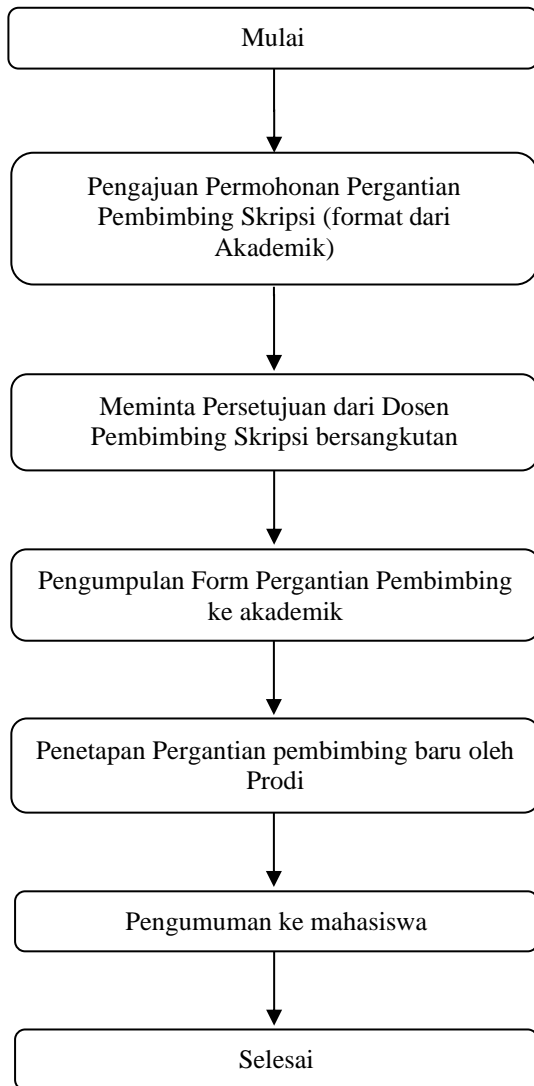 Mulai
Pengajuan Permohonan Pergantian
Pembimbing Skripsi (format dari
Akademik)
Meminta Persetujuan dari Dosen
Pembimbing Skripsi bersangkutan
Pengumpulan Form Pergantian Pembimbing
ke akademik
Penetapan Pergantian pembimbing baru oleh
Prodi
Pengumuman ke mahasiswa
Selesai